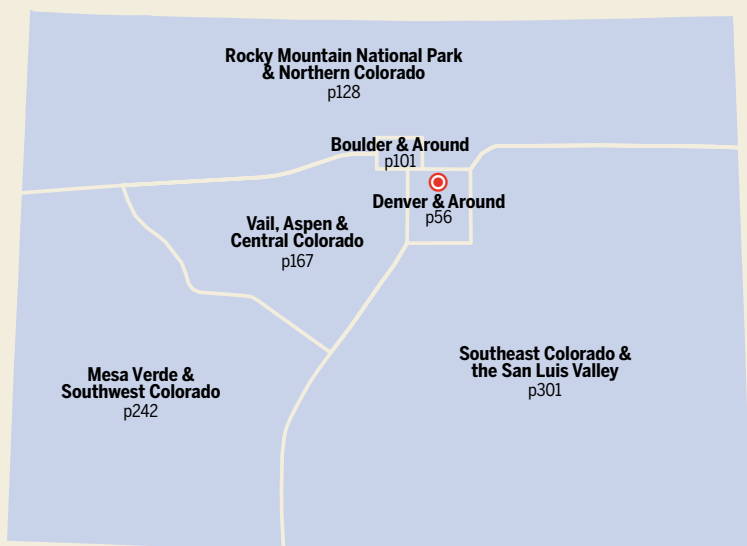 Rocky Mountain National Park
& Northern Colorado
p128
Boulder & Around
p101
Denver & Around
p56
Vail, Aspen &
Central Colorado
p167
Mesa Verde &
Southwest Colorado
p242
Southeast Colorado &
the San Luis Valley
p301